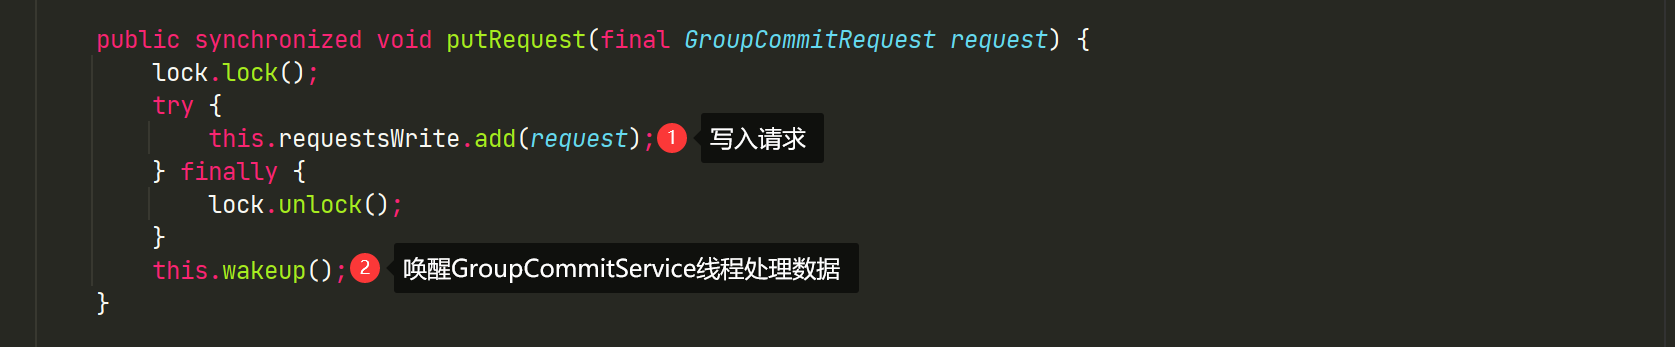 public synchronized void putRequest(final GroupCommitRequest request) {
lock.lock();
try {
this.requestsWrite.add(request); 1 写入请求
} finally {
lock.unlock();
}
this.wakeup(); 2 唤醒GroupCommitService线程处理数据
}